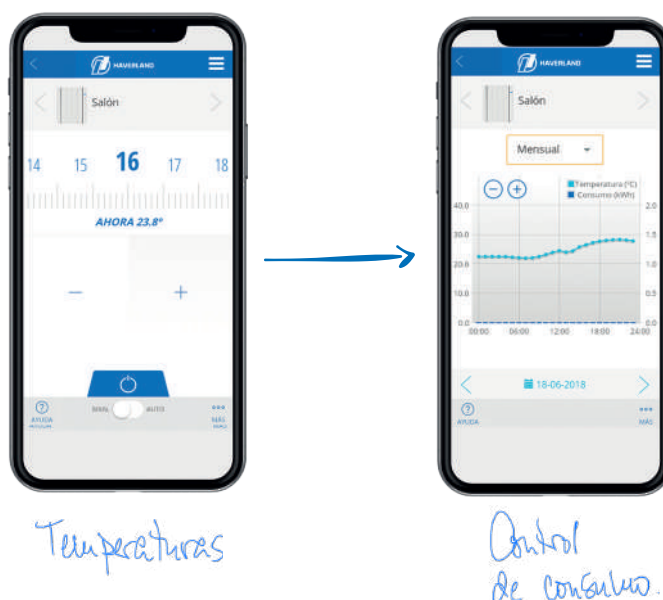 HAVERLAND
Salón
14 15 16 17 18
AHORA 23.8°
MAN. AUTO
AYUDA
MÁS
HAVERLAND
Salón
Mensual
Temperatura (°C)
Consumo (kWh)
40.0 2.0
30.0 1.5
20.0 1.0
10.0 0.5
0.0 0.0
00:00 06:00 12:00 18:00 24:00
18-06-2018
AYUDA MÁS
Temperaturas
Control
de consumo.